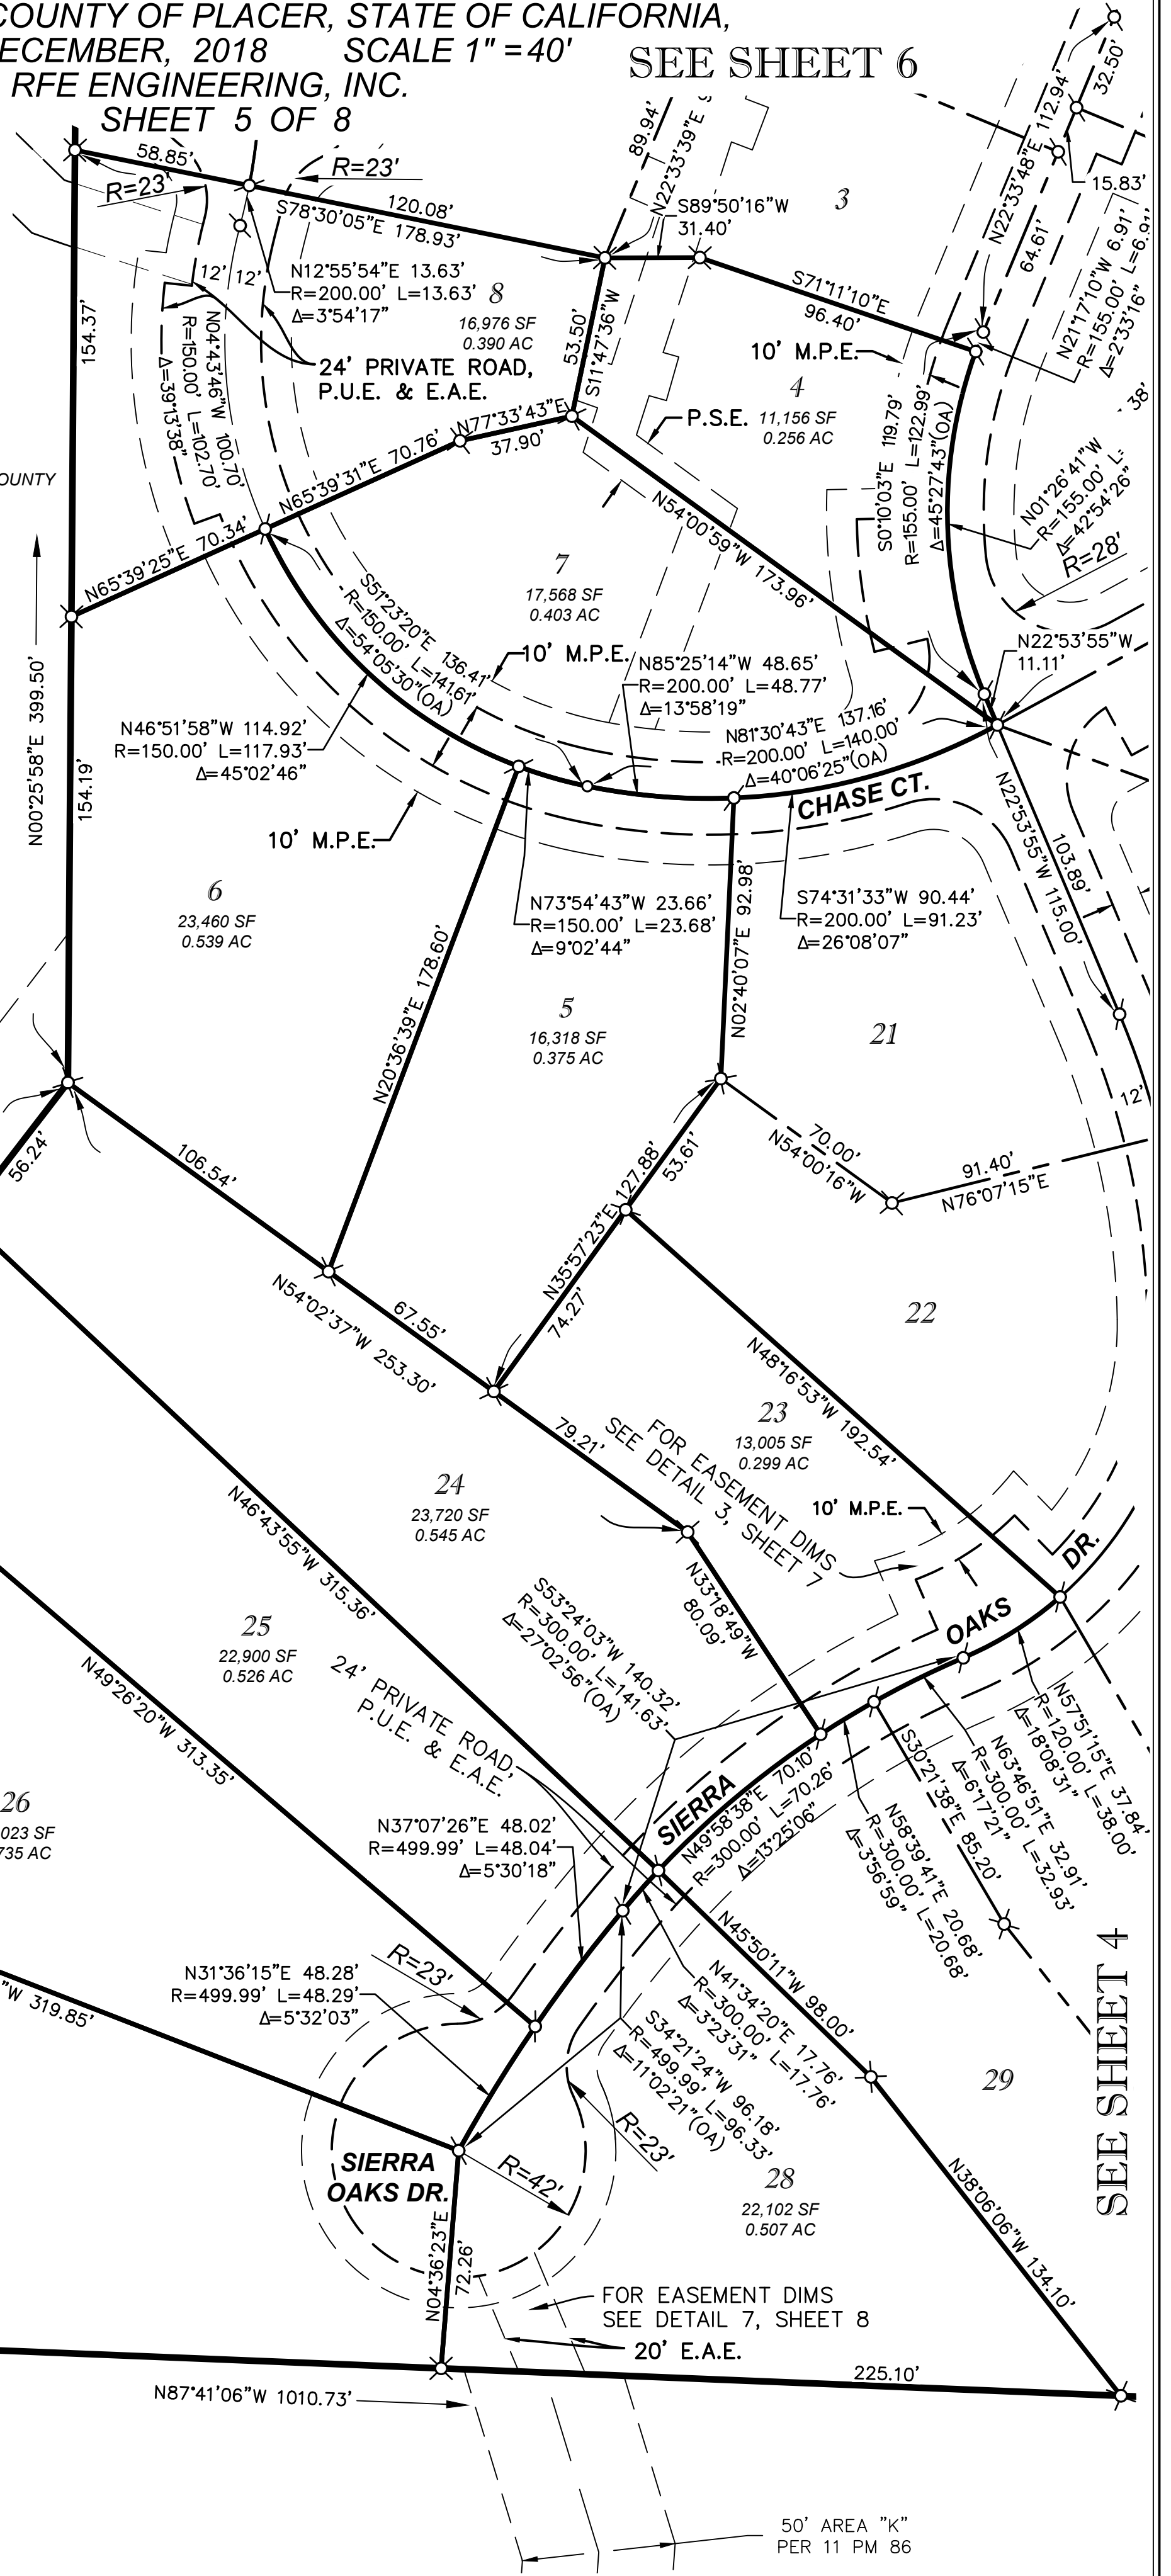 COUNTY OF PLACER, STATE OF CALIFORNIA,
ECEMBER, 2018 SCALE 1" =40'
RFE ENGINEERING, INC.
SHEET 5 OF 8
SEE SHEET 6
58.85'
R=23'
R=23'
120.08'
S78°30'05"E 178.93'
89.94'
N22°33'39"E 9
S89°50'16"W
31.40'
3
32.50'
N22°33'48"E 112.94'
15.83'
64.61'
N21°17'10"W 6.91'
R=155.00' L=6.91'
Δ=2°33'16"
38'
12' 12'
N12°55'54"E 13.63'
R=200.00' L=13.63'
Δ=3°54'17"
8
16,976 SF
0.390 AC
24' PRIVATE ROAD,
P.U.E. & E.A.E.
154.37'
N04°43'46"W 100.70'
R=150.00' L=102.70'
Δ=39°13'38"
53.50'
S11°47'36"W
S71°11'10"E
96.40'
10' M.P.E.
4
11,156 SF
0.256 AC
P.S.E.
S0°10'03"E 119.79'
R=155.00' L=122.99'
Δ=45°27'43"(OA)
N01°26'41"W
R=155.00' L
Δ=42°54'26"
R=28'
OUNTY
N77°33'43"E
37.90'
N65°39'31"E 70.76'
N65°39'25"E 70.34'
N54°00'59"W 173.96'
7
17,568 SF
0.403 AC
S51°23'20"E 136.41'
R=150.00' L=141.61'
Δ=54°05'30"(OA)
10' M.P.E.
N85°25'14"W 48.65'
R=200.00' L=48.77'
Δ=13°58'19"
N22°53'55"W
11.11'
N81°30'43"E 137.16'
R=200.00' L=140.00'
Δ=40°06'25"(OA)
CHASE CT.
N46°51'58"W 114.92'
R=150.00' L=117.93'
Δ=45°02'46"
10' M.P.E.
N00°25'58"E 399.50'
154.19'
6
23,460 SF
0.539 AC
N73°54'43"W 23.66'
R=150.00' L=23.68'
Δ=9°02'44"
S74°31'33"W 90.44'
R=200.00' L=91.23'
Δ=26°08'07"
N22°53'55"W 115.00'
103.89'
N20°36'39"E 178.60'
5
16,318 SF
0.375 AC
N02°40'07"E 92.98'
21
12'
56.24'
106.54'
70.00'
N54°00'16"W
91.40'
N76°07'15"E
N35°57'23"E 127.88'
53.61'
74.27'
67.55'
N54°02'37"W 253.30'
22
N48°16'53"W 192.54'
79.21'
23
13,005 SF
0.299 AC
FOR EASEMENT DIMS
SEE DETAIL 3, SHEET 7
10' M.P.E.
24
23,720 SF
0.545 AC
N46°43'55"W 315.36'
N33°18'49"W
80.09'
S53°24'03"W 140.32'
R=300.00' L=141.63'
Δ=27°02'56"(OA)
SIERRA OAKS DR.
25
22,900 SF
0.526 AC
24' PRIVATE ROAD,
P.U.E. & E.A.E.
N49°26'20"W 313.35'
26
023 SF
735 AC
N37°07'26"E 48.02'
R=499.99' L=48.04'
Δ=5°30'18"
N49°58'38"E 70.10'
R=300.00' L=70.26'
Δ=13°25'06"
N57°51'15"E 37.84'
R=120.00' L=38.00'
Δ=18°08'31"
N63°46'51"E 32.91'
R=300.00' L=32.93'
Δ=6°17'21"
S30°21'38"E 85.20'
N58°39'41"E 20.68'
R=300.00' L=20.68'
Δ=3°56'59"
N31°36'15"E 48.28'
R=499.99' L=48.29'
Δ=5°32'03"
R=23'
"W 319.85'
N45°50'11"W 98.00'
N41°34'20"E 17.76'
R=300.00' L=17.76'
Δ=3°23'31"
S34°21'24"W 96.18'
R=499.99' L=96.33'
Δ=11°02'21"(OA)
R=23'
29
SEE SHEET 4
SIERRA
OAKS DR.
R=42'
28
22,102 SF
0.507 AC
N38°06'06"W 134.10'
N04°36'23"E
72.26'
FOR EASEMENT DIMS
SEE DETAIL 7, SHEET 8
20' E.A.E.
225.10'
N87°41'06"W 1010.73'
50' AREA "K"
PER 11 PM 86